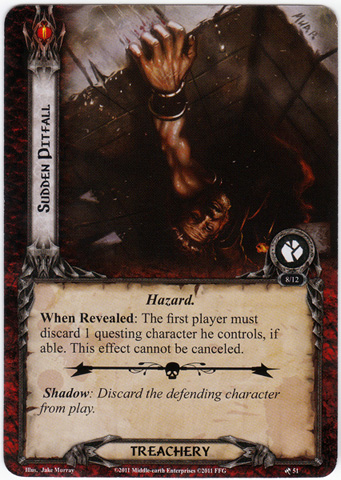 MWAR
SUDDEN PITFALL
8/12
Hazard.
When Revealed: The first player must
discard 1 questing character he controls, if
able. This effect cannot be canceled.
Shadow: Discard the defending character
from play.
TREACHERY
Illus. Jake Murray
©2011 Middle-earth Enterprises ©2011 FFG
51